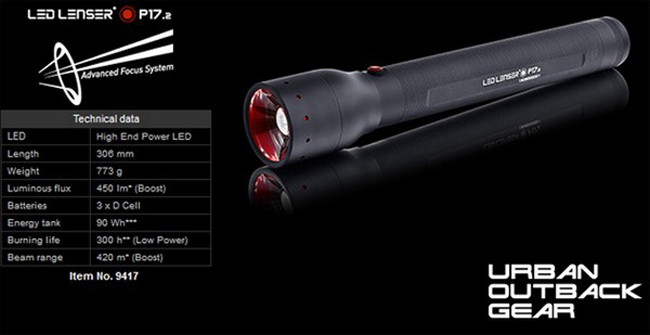 LED LENSER® P17.2
Advanced Focus System
Technical data
LED High End Power LED
Length 306 mm
Weight 773 g
Luminous flux 450 lm* (Boost)
Batteries 3 x D Cell
Energy tank 90 Wh***
Burning life 300 h** (Low Power)
Beam range 420 m* (Boost)
Item No. 9417
LED LENSER® P17.2
URBAN
OUTBACK
GEAR